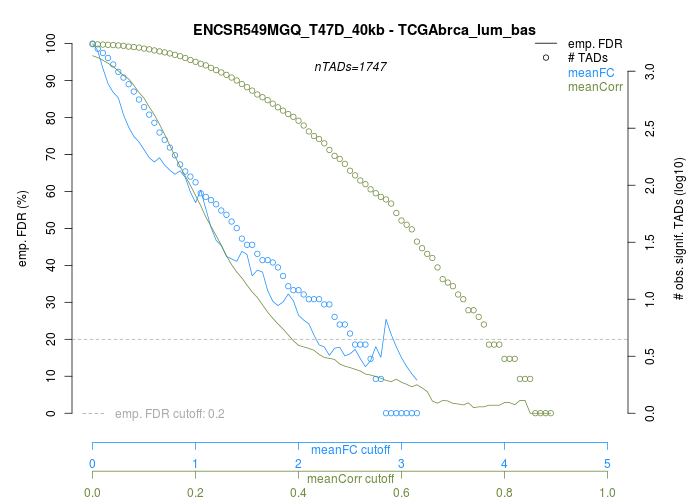 ENCSR549MGQ_T47D_40kb - TCGAbrca_lum_bas
nTADs=1747
emp. FDR
# TADs
meanFC
meanCorr
emp. FDR (%)
100
90
80
70
60
50
40
30
20
10
0
3.0
2.5
2.0
1.5
1.0
0.5
0.0
# obs. signif. TADs (log10)
emp. FDR cutoff: 0.2
meanFC cutoff
0 1 2 3 4 5
meanCorr cutoff
0.0 0.2 0.4 0.6 0.8 1.0